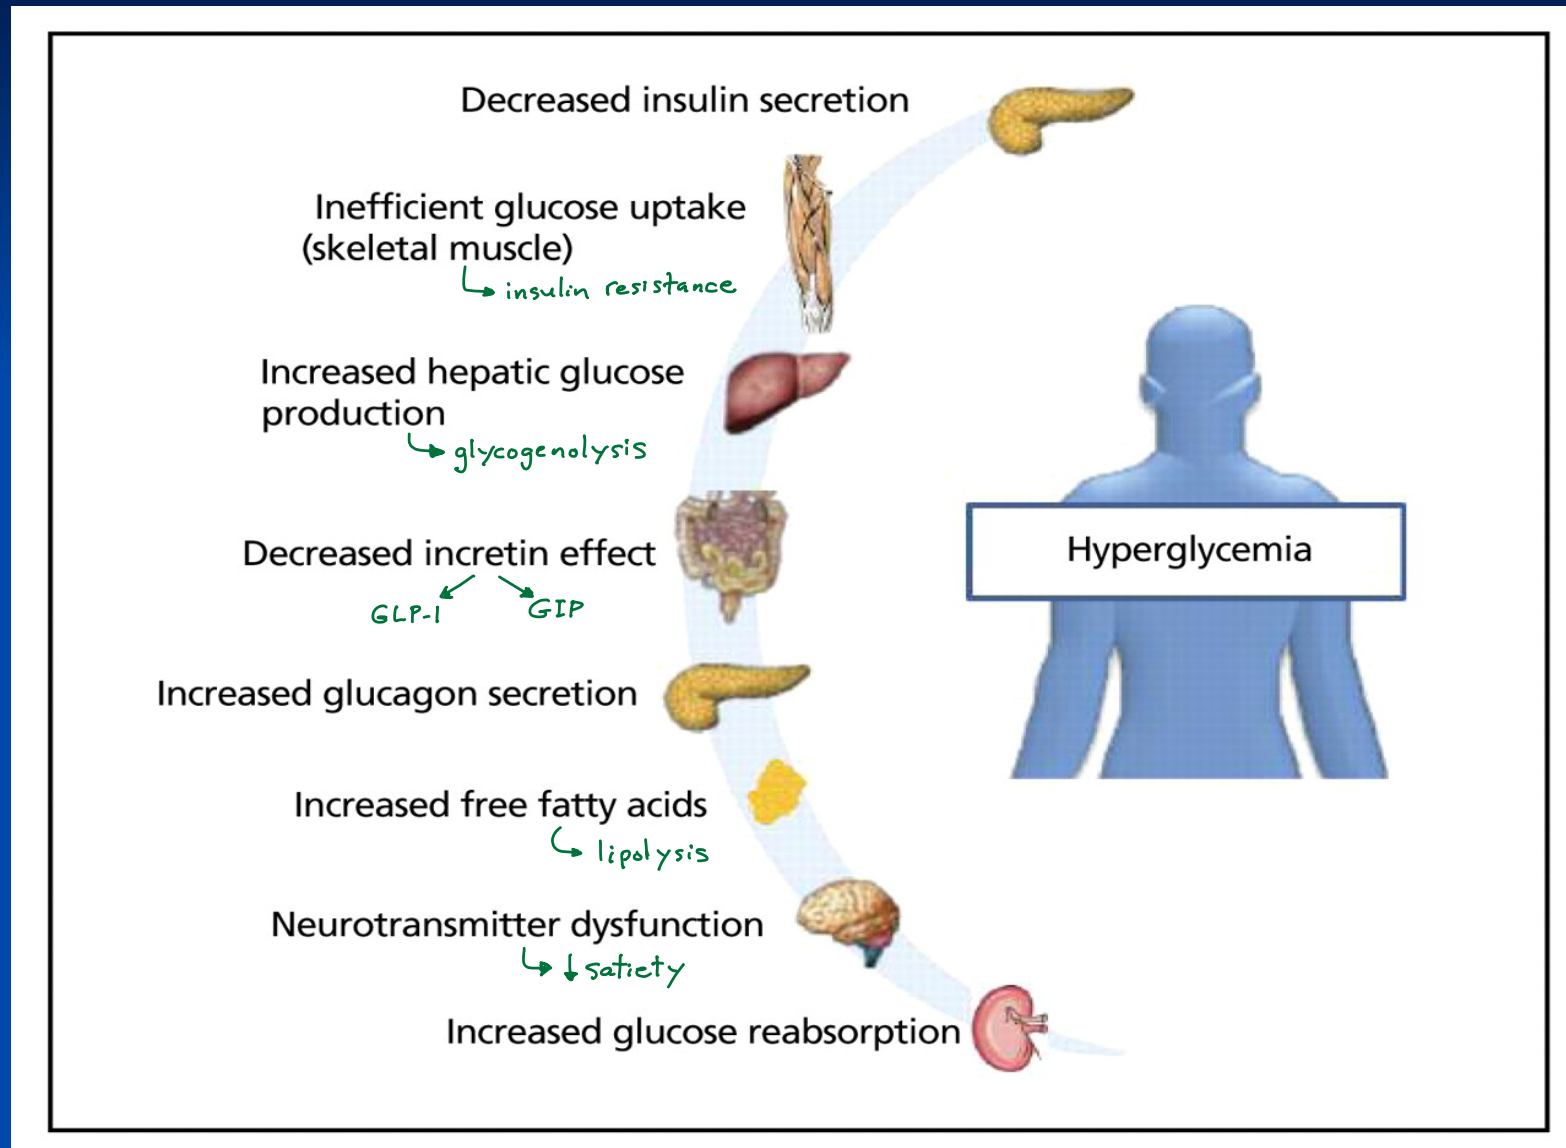 Decreased insulin secretion
Inefficient glucose uptake
(skeletal muscle)
insulin resistance
Increased hepatic glucose
production
glycogenolysis
Decreased incretin effect
GLP-1 GIP
Hyperglycemia
Increased glucagon secretion
Increased free fatty acids
lipolysis
Neurotransmitter dysfunction
↓ satiety
Increased glucose reabsorption